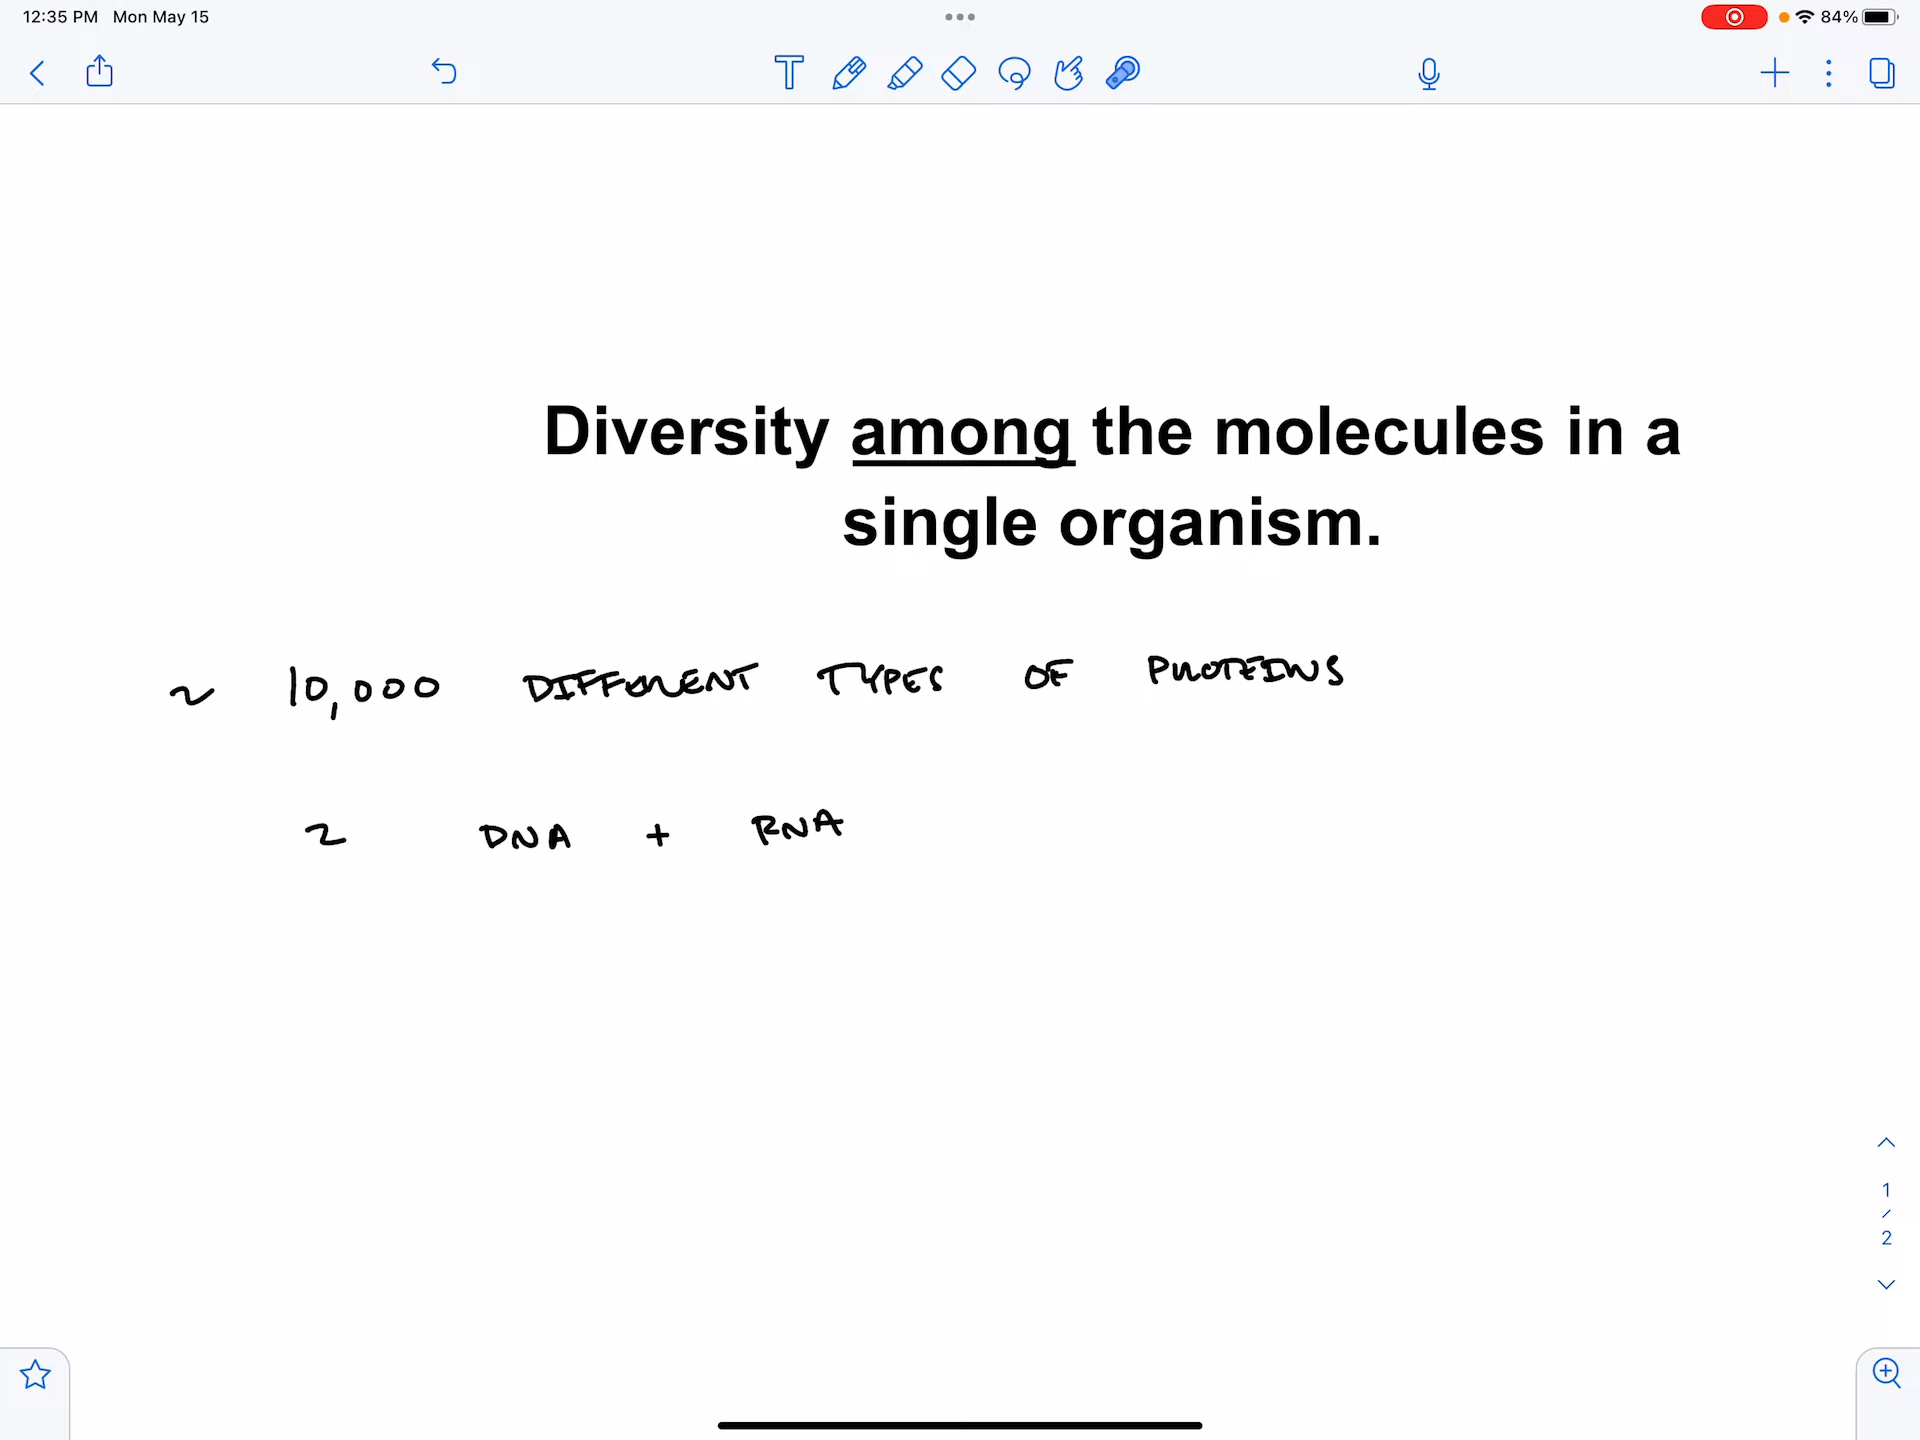 12:35 PM Mon May 15
84%
Diversity among the molecules in a
single organism.
~ 10,000 DIFFERENT TYPES OF PROTEINS
2 DNA + RNA
1
/
2